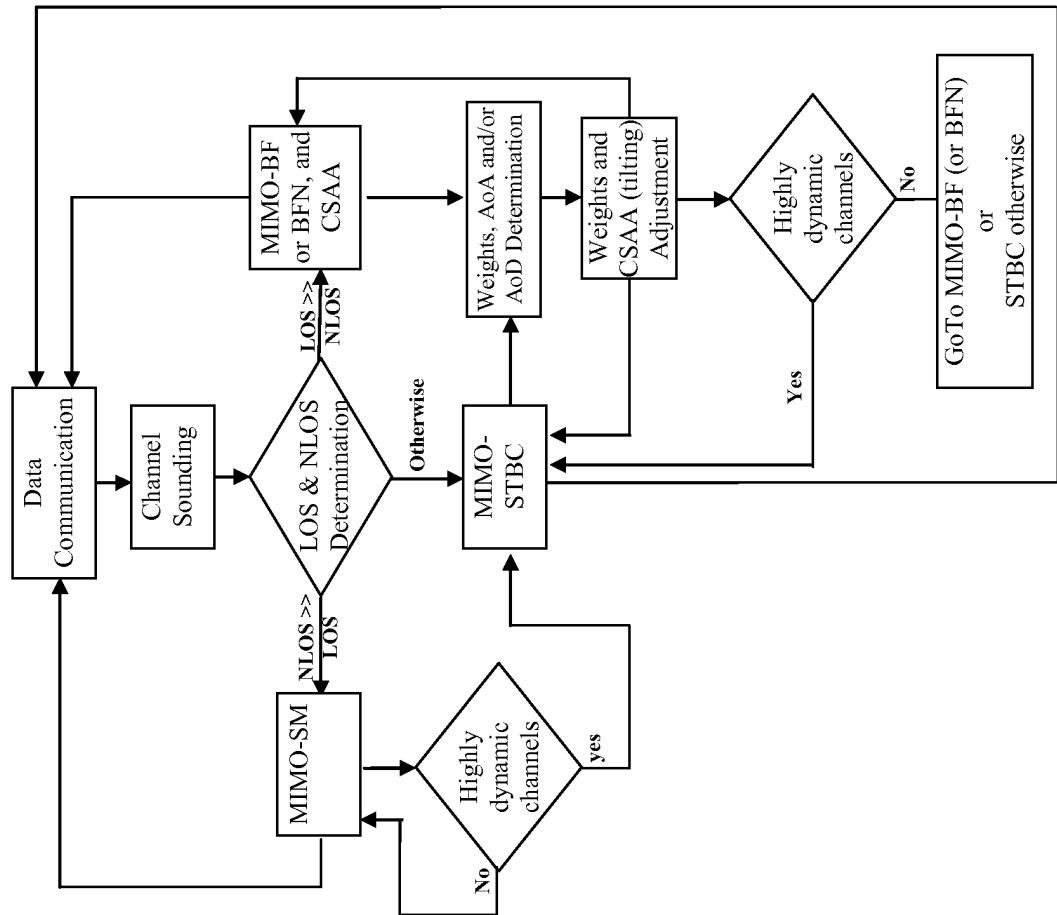 Data
Communication
Channel
Sounding
LOS & NLOS
Determination
NLOS >>
LOS
LOS >>
NLOS
Otherwise
MIMO-SM
MIMO-BF
or BFN, and
CSAA
Highly
dynamic
channels
No
yes
MIMO-
STBC
Weights, AoA and/or
AoD Determination
Weights and
CSAA (tilting)
Adjustment
Highly
dynamic
channels
Yes
No
GoTo MIMO-BF (or BFN)
or
STBC otherwise